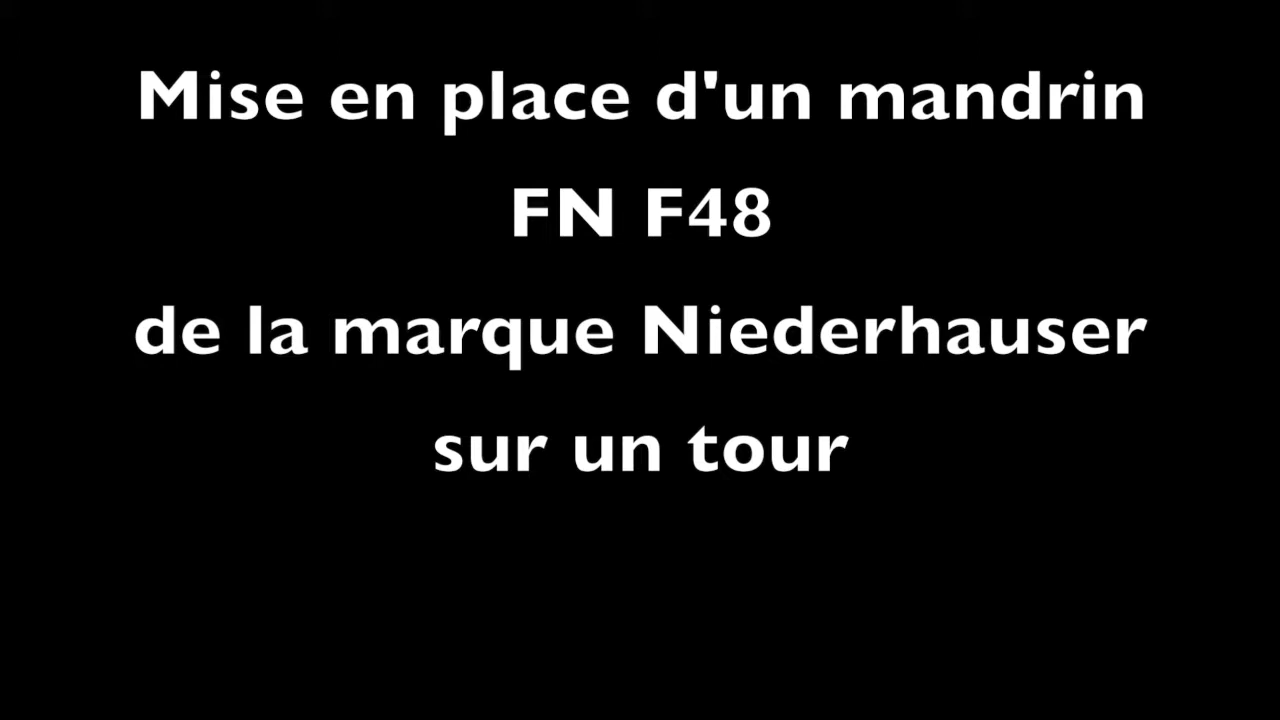 Mise en place d'un mandrin
FN F48
de la marque Niederhauser
sur un tour